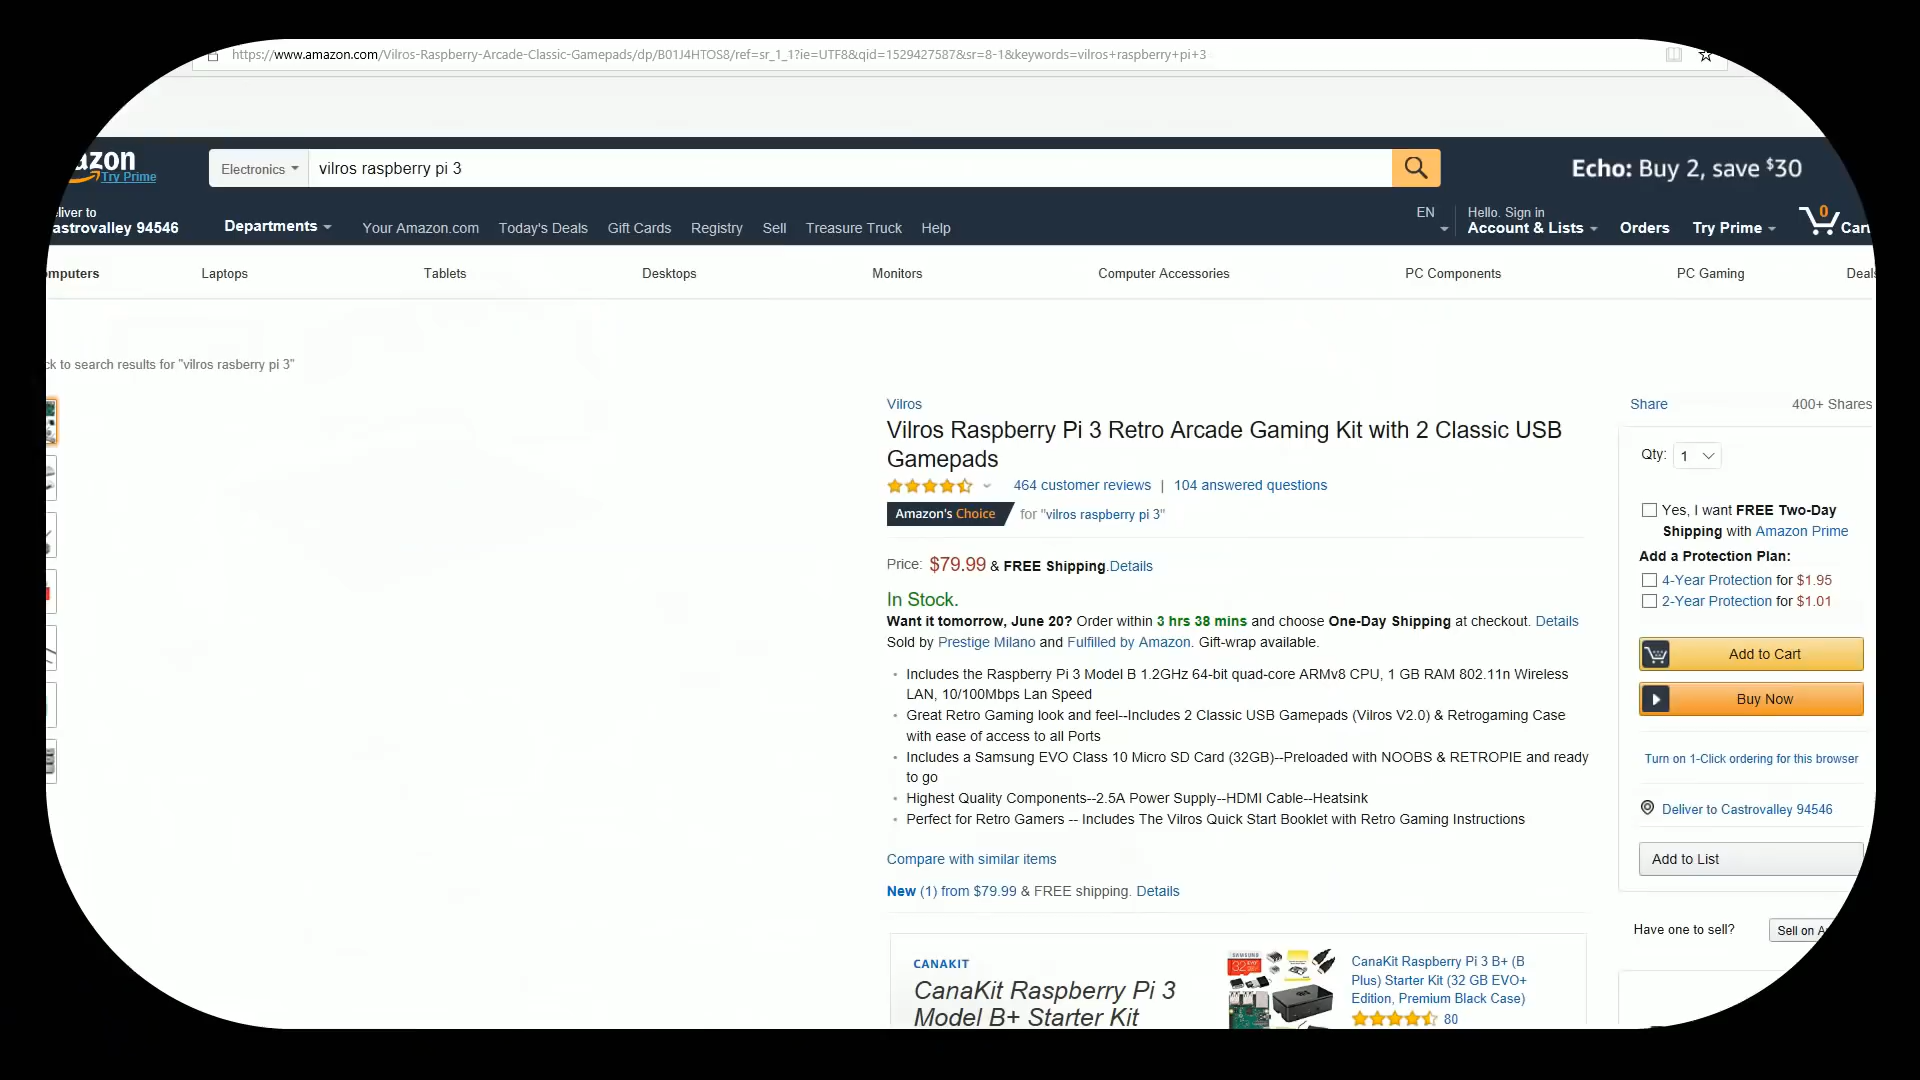 https://www.amazon.com/Vilros-Raspberry-Arcade-Classic-Gamepads/dp/B01J4HTOS8/ref=sr_1_1?ie=UTF8&qid=1529427587&sr=8-1&keywords=vilros+raspberry+pi+3
azon
Try Prime
Electronics
vilros raspberry pi 3
Echo: Buy 2, save $30
liver to
astrovalley 94546
Departments
Your Amazon.com
Today's Deals
Gift Cards
Registry
Sell
Treasure Truck
Help
EN
Hello. Sign in
Account & Lists
Orders
Try Prime
0
Cart
mputers
Laptops
Tablets
Desktops
Monitors
Computer Accessories
PC Components
PC Gaming
Deals
ck to search results for "vilros rasberry pi 3"
Vilros
Vilros Raspberry Pi 3 Retro Arcade Gaming Kit with 2 Classic USB
Gamepads
464 customer reviews | 104 answered questions
Amazon's Choice for "vilros raspberry pi 3"
Price: $79.99 & FREE Shipping. Details
In Stock.
Want it tomorrow, June 20? Order within 3 hrs 38 mins and choose One-Day Shipping at checkout. Details
Sold by Prestige Milano and Fulfilled by Amazon. Gift-wrap available.
• Includes the Raspberry Pi 3 Model B 1.2GHz 64-bit quad-core ARMv8 CPU, 1 GB RAM 802.11n Wireless
LAN, 10/100Mbps Lan Speed
• Great Retro Gaming look and feel--Includes 2 Classic USB Gamepads (Vilros V2.0) & Retrogaming Case
with ease of access to all Ports
• Includes a Samsung EVO Class 10 Micro SD Card (32GB)--Preloaded with NOOBS & RETROPIE and ready
to go
• Highest Quality Components--2.5A Power Supply--HDMI Cable--Heatsink
• Perfect for Retro Gamers -- Includes The Vilros Quick Start Booklet with Retro Gaming Instructions
Compare with similar items
New (1) from $79.99 & FREE shipping. Details
CANAKIT
CanaKit Raspberry Pi 3
Model B+ Starter Kit
SAMSUNG
32
CanaKit Raspberry Pi 3 B+ (B
Plus) Starter Kit (32 GB EVO+
Edition, Premium Black Case)
80
Share
400+ Shares
Qty: 1
Yes, I want FREE Two-Day
Shipping with Amazon Prime
Add a Protection Plan:
4-Year Protection for $1.95
2-Year Protection for $1.01
Add to Cart
Buy Now
Turn on 1-Click ordering for this browser
Deliver to Castrovalley 94546
Add to List
Have one to sell?
Sell on A